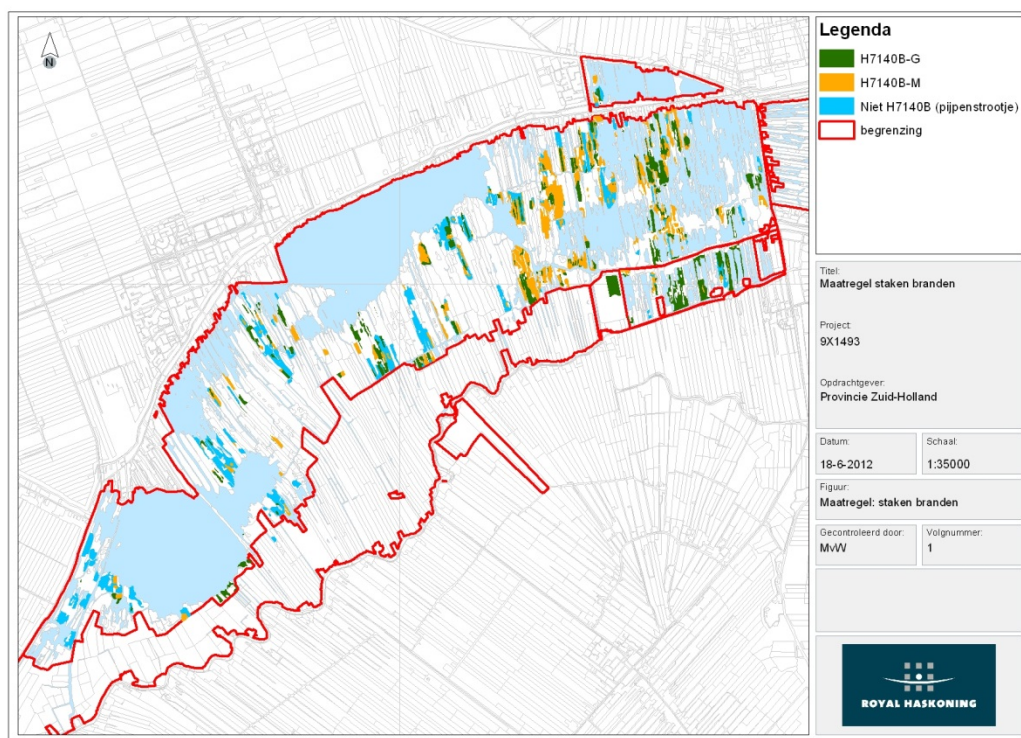 N
Legenda
H7140B-G
H7140B-M
Niet H7140B (pijpenstrootje)
begrenzing
Titel:
Maatregel staken branden
Project:
9X1493
Opdrachtgever:
Provincie Zuid-Holland
Datum:
18-6-2012
Schaal:
1:35000
Figuur:
Maatregel: staken branden
Gecontroleerd door:
MvW
Volgnummer:
1
ROYAL HASKONING